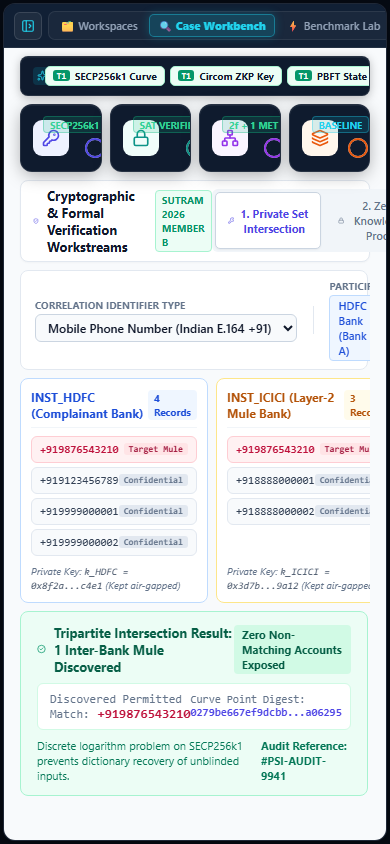 Workspaces
Case Workbench
Benchmark Lab
T1 SECP256k1 Curve
T1 Circom ZKP Key
T1 PBFT State
SECP256k1
SAT VERIFI
2f + 1 MET
BASELINE
Cryptographic
& Formal
Verification
Workstreams
SUTRAM
2026
MEMBER
B
1. Private Set
Intersection
2. Ze
Knowl
Proo
CORRELATION IDENTIFIER TYPE
Mobile Phone Number (Indian E.164 +91)
PARTICIP
HDFC
Bank
(Bank
A)
INST_HDFC
(Complainant Bank)
4
Records
+919876543210 Target Mule
+919123456789 Confidential
+919999000001 Confidential
+919999000002 Confidential
Private Key: k_HDFC =
0x8f2a...c4e1 (Kept air-gapped)
INST_ICICI (Layer-2
Mule Bank)
3
Reco
+919876543210 Target Mu
+918888000001 Confidentia
+918888000002 Confidentia
Private Key: k_ICICI =
0x3d7b...9a12 (Kept air-gappe
Tripartite Intersection Result:
1 Inter-Bank Mule
Discovered
Zero Non-
Matching Accounts
Exposed
Discovered Permitted
Match: +919876543210
Curve Point Digest:
0279be667ef9dcbb...a06295
Discrete logarithm problem on SECP256k1
prevents dictionary recovery of unblinded
inputs.
Audit Reference:
#PSI-AUDIT-
9941